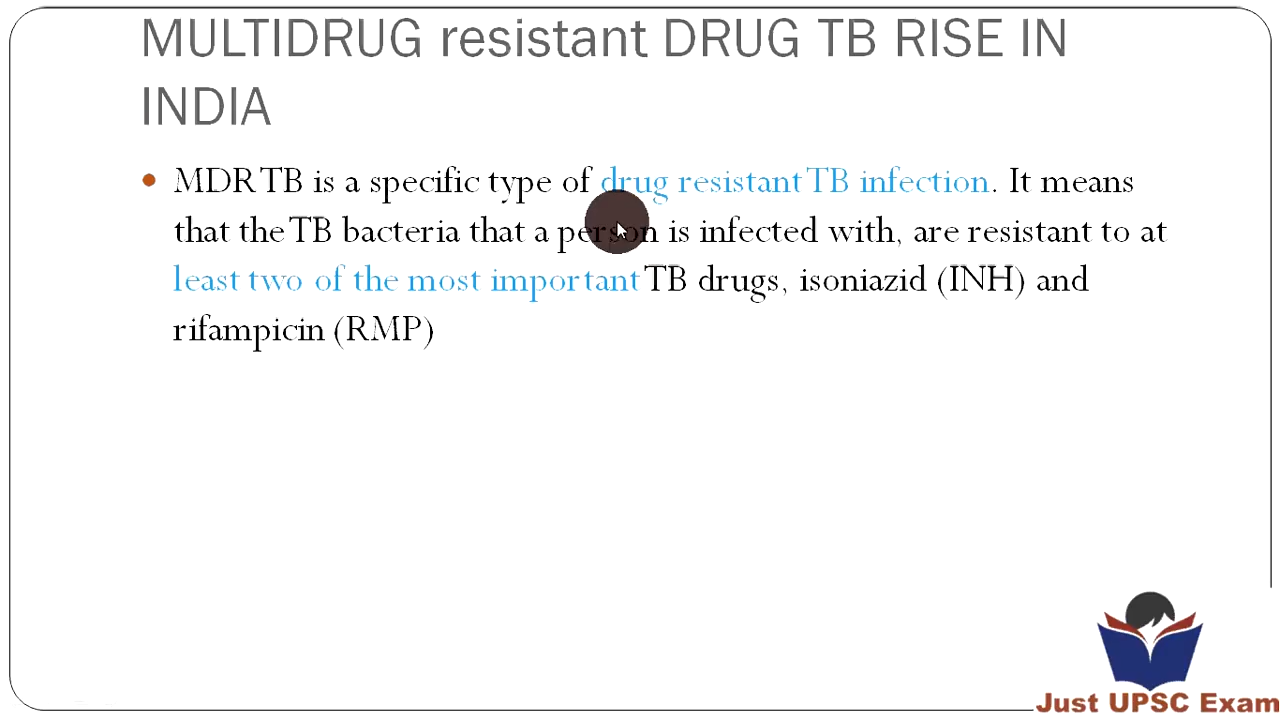 MULTIDRUG resistant DRUG TB RISE IN
INDIA
• MDR TB is a specific type of drug resistant TB infection. It means
that the TB bacteria that a person is infected with, are resistant to at
least two of the most important TB drugs, isoniazid (INH) and
rifampicin (RMP)
Just UPSC Exam